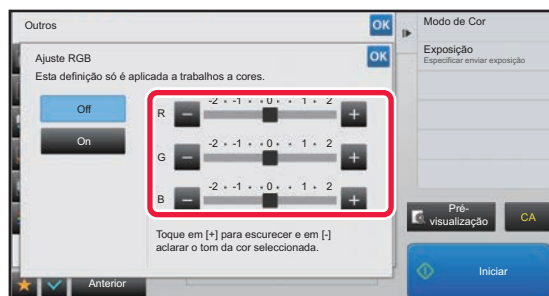 Outros
OK
Modo de Cor
Ajuste RGB
OK
Exposição
Especificar enviar exposição
Esta definição só é aplicada a trabalhos a cores.
Off
On
-2 • -1 • • 0 • • 1 • 2
R
-2 • -1 • • 0 • • 1 • 2
G
-2 • -1 • • 0 • • 1 • 2
B
Toque em [+] para escurecer e em [-]
aclarar o tom da cor seleccionada.
Pré-
visualização
CA
Anterior
Iniciar